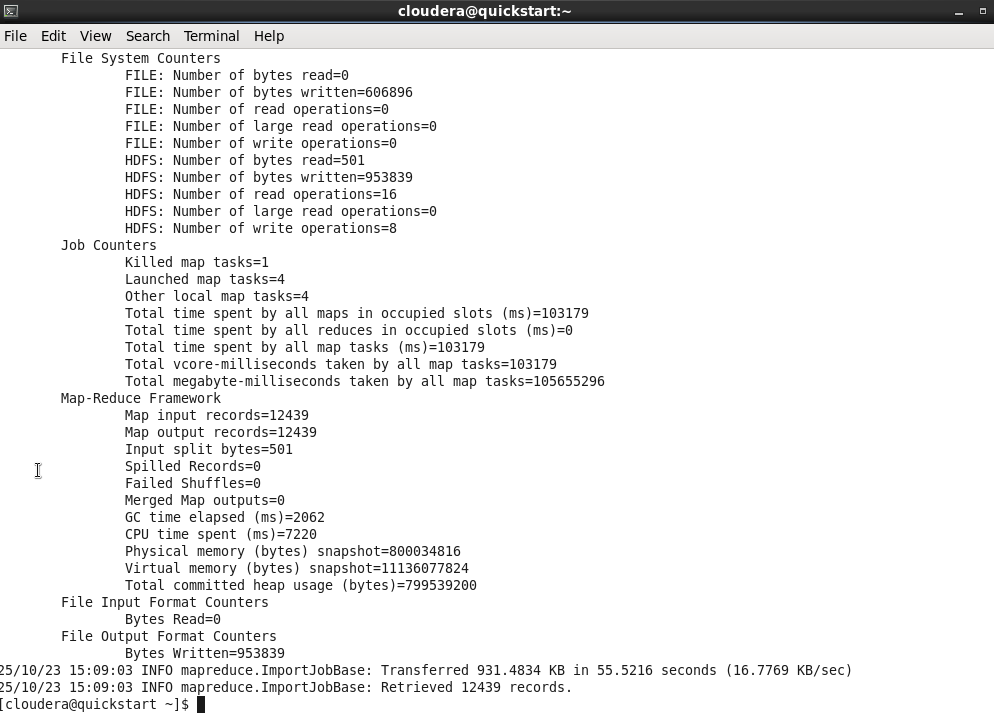 cloudera@quickstart:~
File Edit View Search Terminal Help
File System Counters
FILE: Number of bytes read=0
FILE: Number of bytes written=606896
FILE: Number of read operations=0
FILE: Number of large read operations=0
FILE: Number of write operations=0
HDFS: Number of bytes read=501
HDFS: Number of bytes written=953839
HDFS: Number of read operations=16
HDFS: Number of large read operations=0
HDFS: Number of write operations=8
Job Counters
Killed map tasks=1
Launched map tasks=4
Other local map tasks=4
Total time spent by all maps in occupied slots (ms)=103179
Total time spent by all reduces in occupied slots (ms)=0
Total time spent by all map tasks (ms)=103179
Total vcore-milliseconds taken by all map tasks=103179
Total megabyte-milliseconds taken by all map tasks=105655296
Map-Reduce Framework
Map input records=12439
Map output records=12439
Input split bytes=501
Spilled Records=0
Failed Shuffles=0
Merged Map outputs=0
GC time elapsed (ms)=2062
CPU time spent (ms)=7220
Physical memory (bytes) snapshot=800034816
Virtual memory (bytes) snapshot=11136077824
Total committed heap usage (bytes)=799539200
File Input Format Counters
Bytes Read=0
File Output Format Counters
Bytes Written=953839
25/10/23 15:09:03 INFO mapreduce.ImportJobBase: Transferred 931.4834 KB in 55.5216 seconds (16.7769 KB/sec)
25/10/23 15:09:03 INFO mapreduce.ImportJobBase: Retrieved 12439 records.
[cloudera@quickstart ~]$